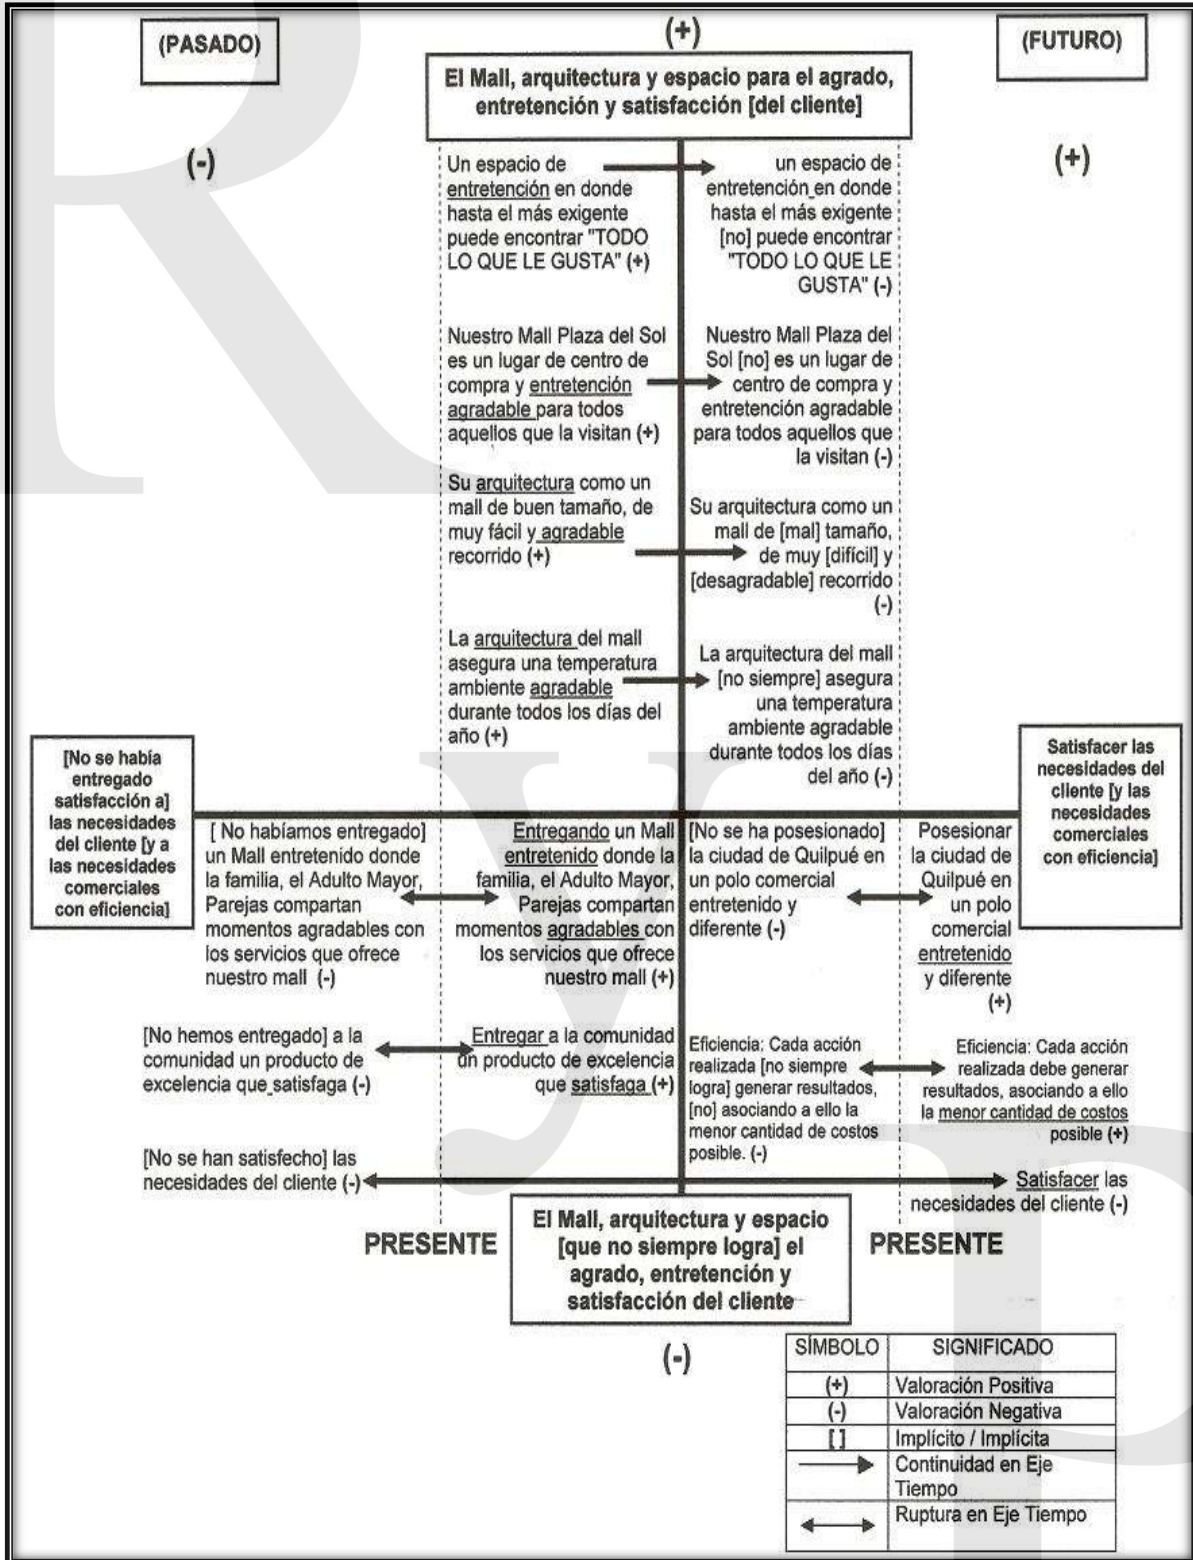 (PASADO)
(+)
(FUTURO)
El Mall, arquitectura y espacio para el agrado,
entretención y satisfacción [del cliente]
(-)
(+)
Un espacio de
entretención en donde
hasta el más exigente
puede encontrar "TODO
LO QUE LE GUSTA" (+)
un espacio de
entretención en donde
hasta el más exigente
[no] puede encontrar
"TODO LO QUE LE
GUSTA" (-)
Nuestro Mall Plaza del Sol
es un lugar de centro de
compra y entretención
agradable para todos
aquellos que la visitan (+)
Nuestro Mall Plaza del
Sol [no] es un lugar de
centro de compra y
entretención agradable
para todos aquellos que
la visitan (-)
Su arquitectura como un
mall de buen tamaño, de
muy fácil y agradable
recorrido (+)
Su arquitectura como un
mall de [mal] tamaño,
de muy [difícil] y
[desagradable] recorrido
(-)
La arquitectura del mall
asegura una temperatura
ambiente agradable
durante todos los días del
año (+)
La arquitectura del mall
[no siempre] asegura
una temperatura
ambiente agradable
durante todos los días
del año (-)
[No se había
entregado
satisfacción a]
las necesidades
del cliente [y a
las necesidades
comerciales
con eficiencia]
Satisfacer las
necesidades del
cliente [y las
necesidades
comerciales
con eficiencia]
[ No habíamos entregado]
un Mall entretenido donde
la familia, el Adulto Mayor,
Parejas compartan
momentos agradables con
los servicios que ofrece
nuestro mall (-)
Entregando un Mall
entretenido donde la
familia, el Adulto Mayor,
Parejas compartan
momentos agradables con
los servicios que ofrece
nuestro mall (+)
[No se ha posesionado]
la ciudad de Quilpué en
un polo comercial
entretenido y
diferente (-)
Posesionar
la ciudad de
Quilpué en
un polo
comercial
entretenido
y diferente
(+)
[No hemos entregado] a la
comunidad un producto de
excelencia que satisfaga (-)
Entregar a la comunidad
un producto de excelencia
que satisfaga (+)
Eficiencia: Cada acción
realizada [no siempre
logra] generar resultados,
[no] asociando a ello la
menor cantidad de costos
posible. (-)
Eficiencia: Cada acción
realizada debe generar
resultados, asociando a ello
la menor cantidad de costos
posible (+)
[No se han satisfecho] las
necesidades del cliente (-)
Satisfacer las
necesidades del cliente (-)
PRESENTE
El Mall, arquitectura y espacio
[que no siempre logra] el
agrado, entretención y
satisfacción del cliente
PRESENTE
(-)
SÍMBOLO SIGNIFICADO
(+) Valoración Positiva
(-) Valoración Negativa
[ ] Implícito / Implícita
Continuidad en Eje
Tiempo
Ruptura en Eje Tiempo